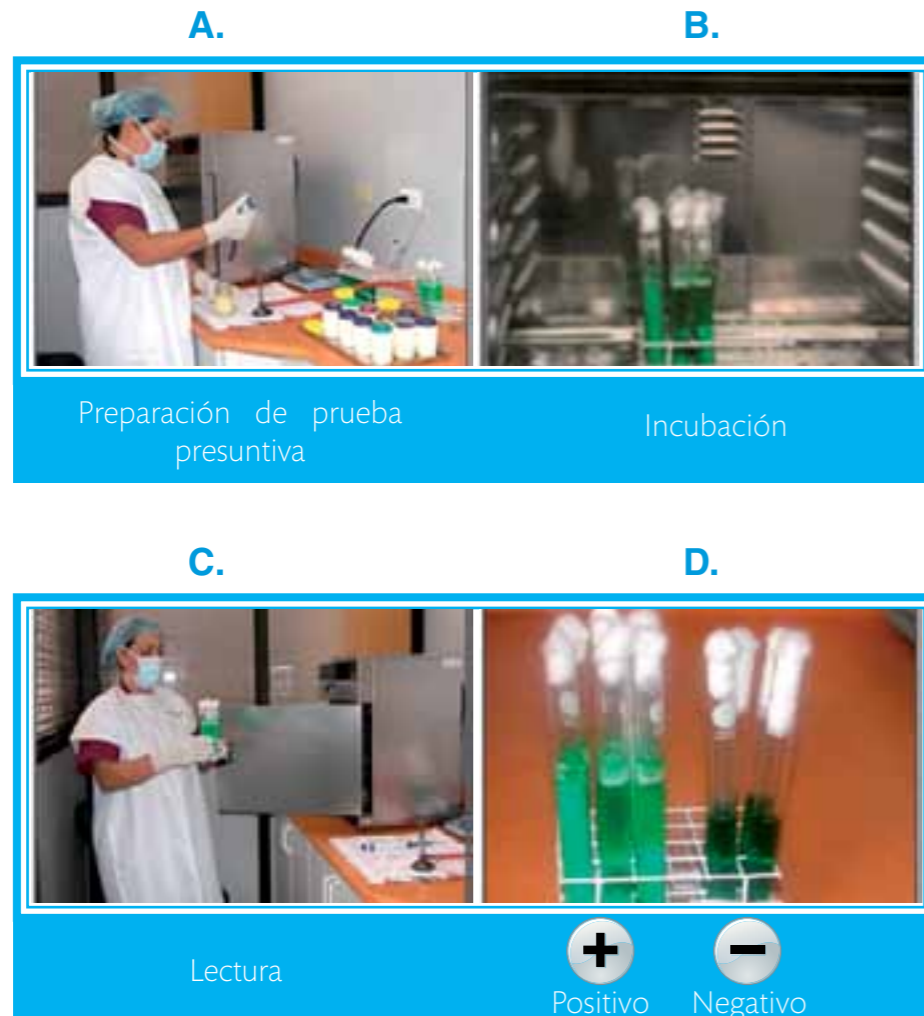 A.
B.
Preparación de prueba
presuntiva
Incubación
C.
D.
Lectura
+
-
Positivo
Negativo